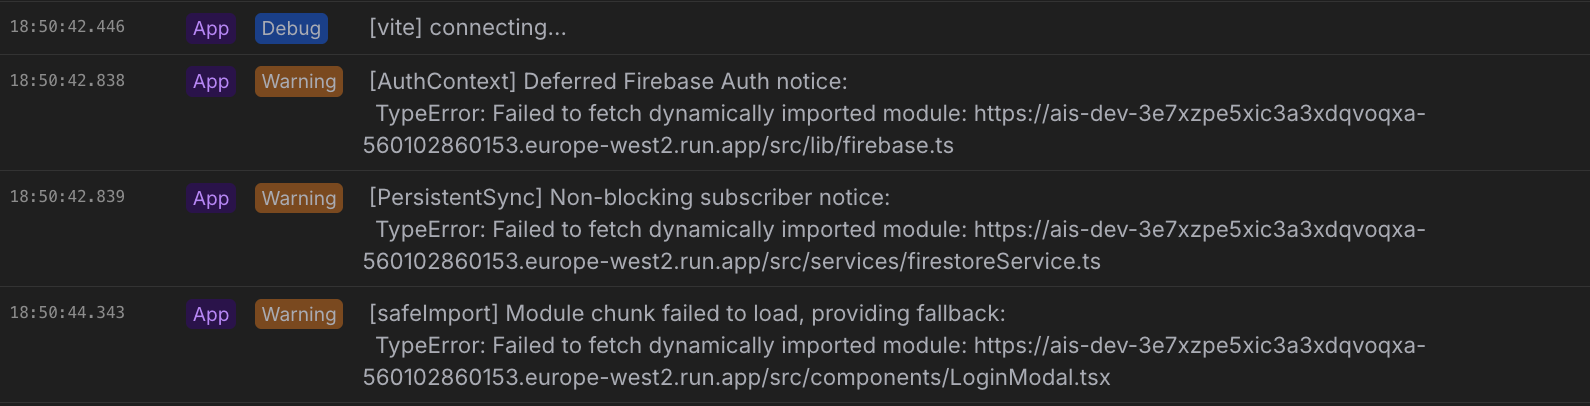 18:50:42.446 App Debug [vite] connecting...
18:50:42.838 App Warning [AuthContext] Deferred Firebase Auth notice:
TypeError: Failed to fetch dynamically imported module: https://ais-dev-3e7xzpe5xic3a3xdqvoqxa-
560102860153.europe-west2.run.app/src/lib/firebase.ts
18:50:42.839 App Warning [PersistentSync] Non-blocking subscriber notice:
TypeError: Failed to fetch dynamically imported module: https://ais-dev-3e7xzpe5xic3a3xdqvoqxa-
560102860153.europe-west2.run.app/src/services/firestoreService.ts
18:50:44.343 App Warning [safeImport] Module chunk failed to load, providing fallback:
TypeError: Failed to fetch dynamically imported module: https://ais-dev-3e7xzpe5xic3a3xdqvoqxa-
560102860153.europe-west2.run.app/src/components/LoginModal.tsx